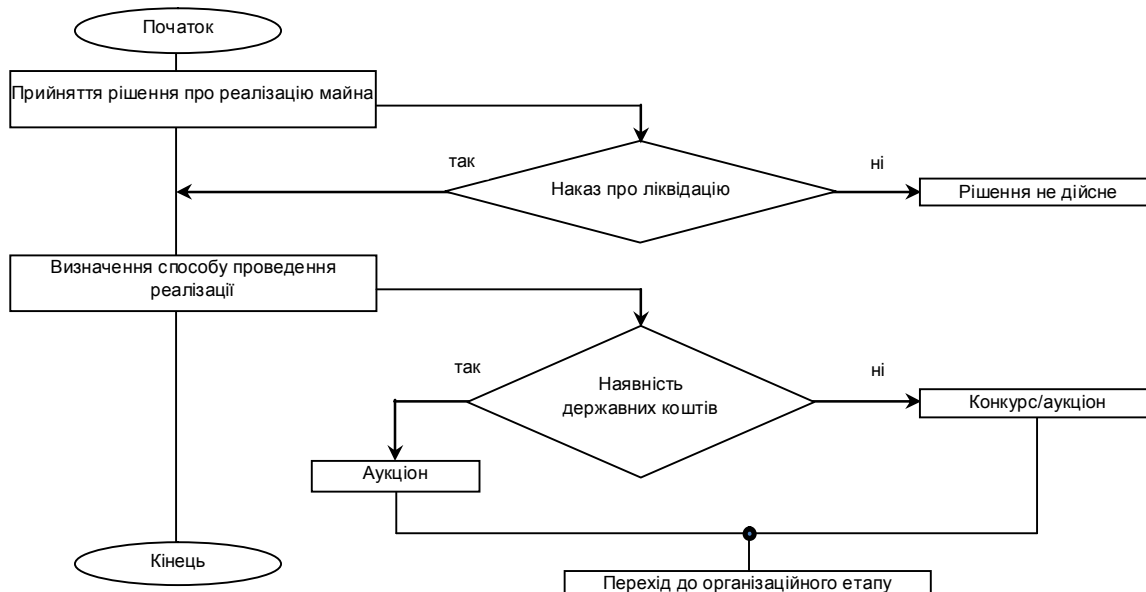 Початок
Прийняття рішення про реалізацію майна
так
ні
Наказ про ліквідацію
Рішення не дійсне
Визначення способу проведення
реалізації
так
ні
Наявність
державних коштів
Конкурс/аукціон
Аукціон
Кінець
Перехід до організаційного етапу